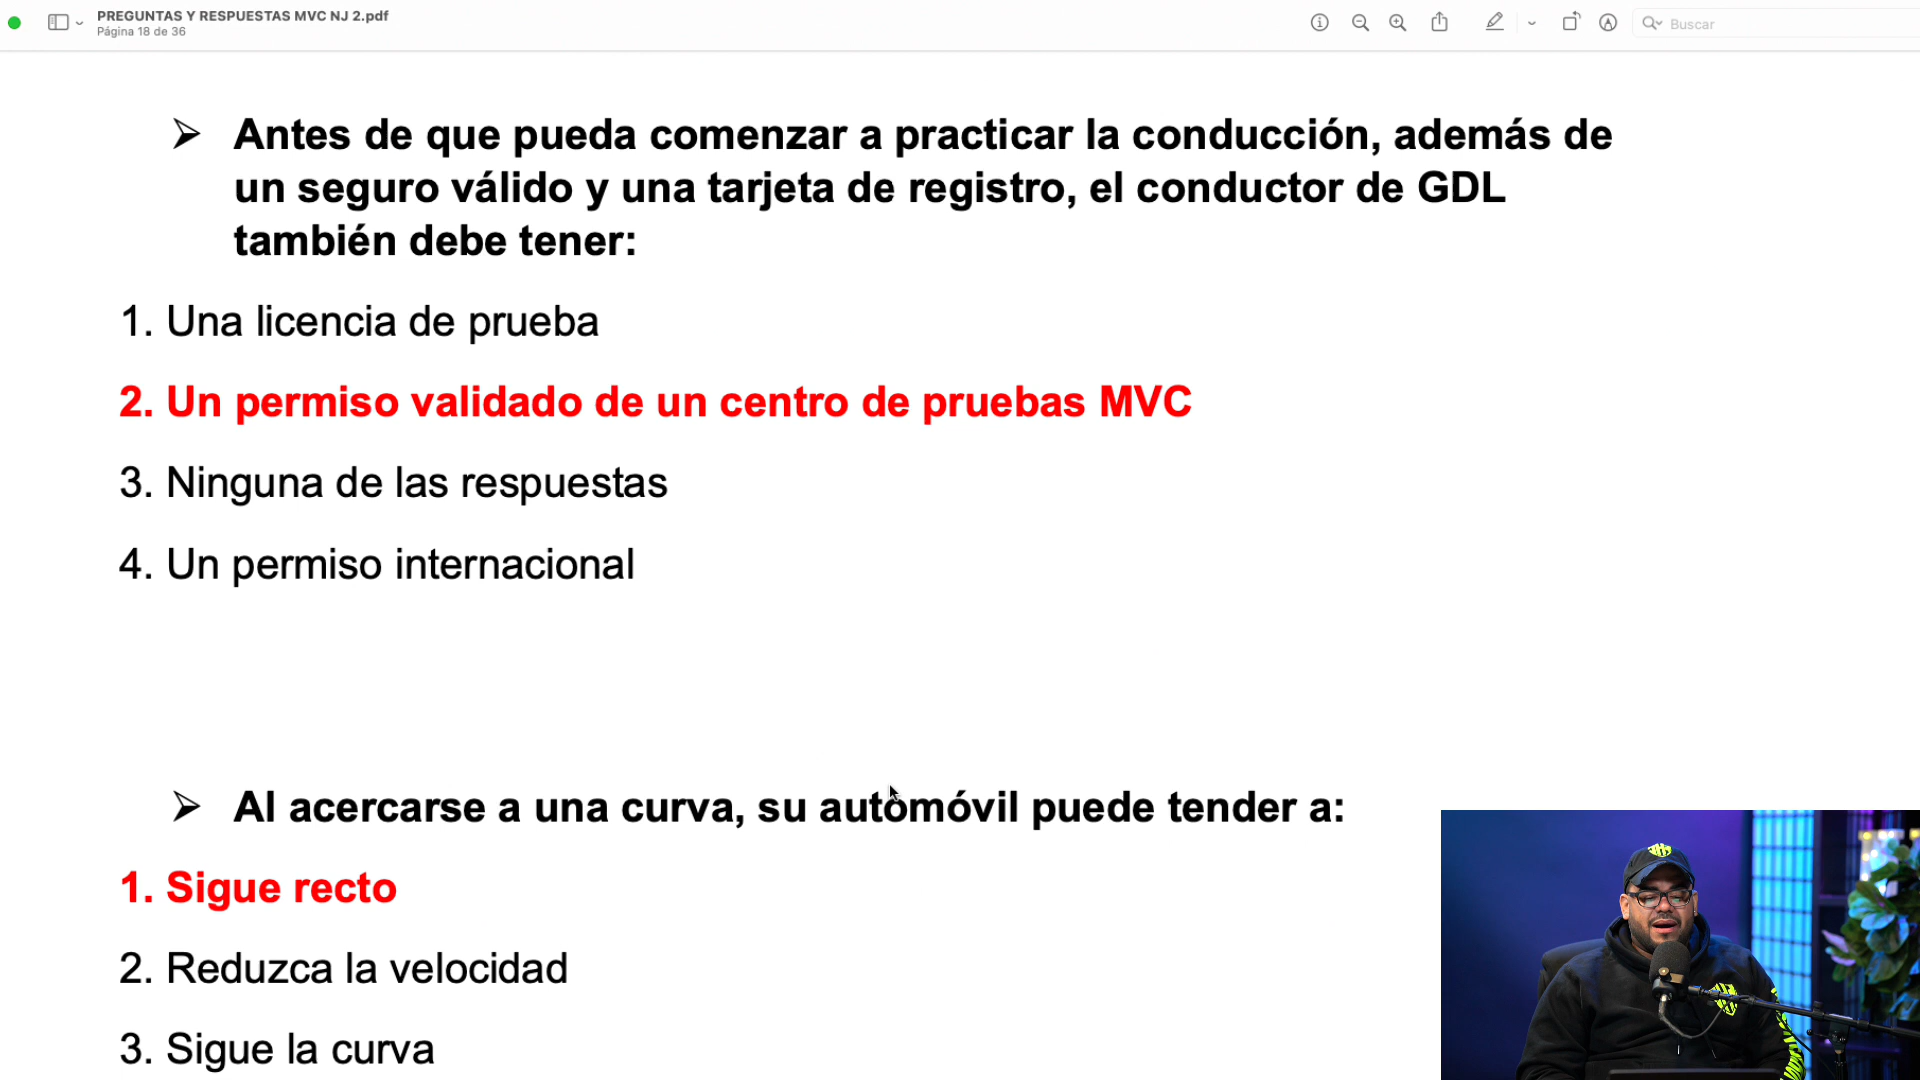 PREGUNTAS Y RESPUESTAS MVC NJ 2.pdf
Página 18 de 36
Buscar
➢ Antes de que pueda comenzar a practicar la conducción, además de
un seguro válido y una tarjeta de registro, el conductor de GDL
también debe tener:
1. Una licencia de prueba
2. Un permiso validado de un centro de pruebas MVC
3. Ninguna de las respuestas
4. Un permiso internacional
➢ Al acercarse a una curva, su automóvil puede tender a:
1. Sigue recto
2. Reduzca la velocidad
3. Sigue la curva